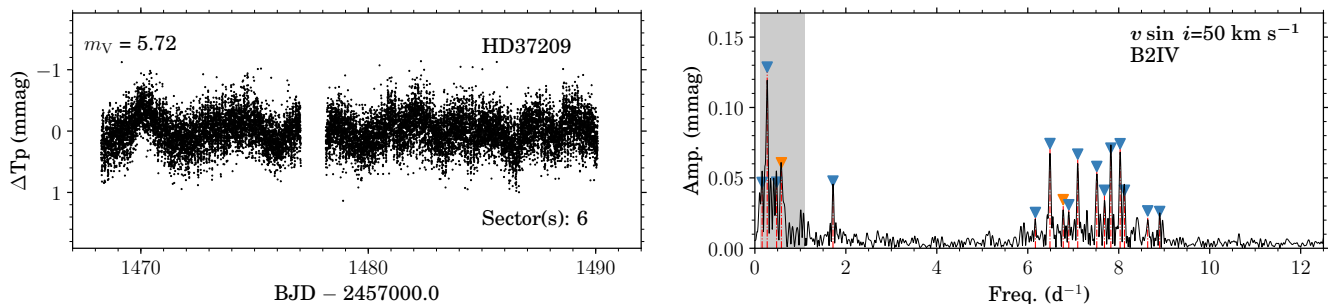 m_V = 5.72
HD37209
Sector(s): 6
ΔTp (mmag)
−1
0
1
1470
1480
1490
BJD − 2457000.0
v sin i=50 km s⁻¹
B2IV
Amp. (mmag)
0.15
0.10
0.05
0.00
0
2
4
6
8
10
12
Freq. (d⁻¹)